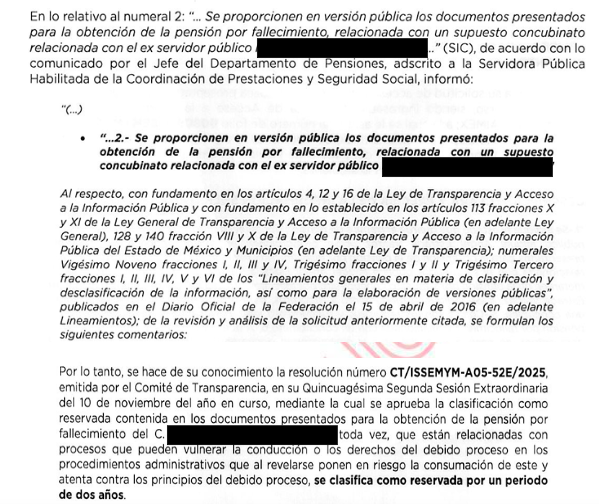 En lo relativo al numeral 2: "... Se proporcionen en versión pública los documentos presentados
para la obtención de la pensión por fallecimiento, relacionada con un supuesto concubinato
relacionada con el ex servidor público ..." (SIC), de acuerdo con lo
comunicado por el Jefe del Departamento de Pensiones, adscrito a la Servidora Pública
Habilitada de la Coordinación de Prestaciones y Seguridad Social, informó:
"(...)
• "...2.- Se proporcionen en versión pública los documentos presentados para la
obtención de la pensión por fallecimiento, relacionada con un supuesto
concubinato relacionada con el ex servidor público
Al respecto, con fundamento en los artículos 4, 12 y 16 de la Ley de Transparencia y Acceso
a la Información Pública y con fundamento en lo establecido en los artículos 113 fracciones X
y XI de la Ley General de Transparencia y Acceso a la Información Pública (en adelante Ley
General), 128 y 140 fracción VIII y X de la Ley de Transparencia y Acceso a la Información
Pública del Estado de México y Municipios (en adelante Ley de Transparencia); numerales
Vigésimo Noveno fracciones I, II, III y IV, Trigésimo fracciones I y II y Trigésimo Tercero
fracciones I, II, III, IV, V y VI de los "Lineamientos generales en materia de clasificación y
desclasificación de la información, así como para la elaboración de versiones públicas",
publicados en el Diario Oficial de la Federación el 15 de abril de 2016 (en adelante
Lineamientos); de la revisión y análisis de la solicitud anteriormente citada, se formulan los
siguientes comentarios:
Por lo tanto, se hace de su conocimiento la resolución número CT/ISSEMYM-A05-52E/2025,
emitida por el Comité de Transparencia, en su Quincuagésima Segunda Sesión Extraordinaria
del 10 de noviembre del año en curso, mediante la cual se aprueba la clasificación como
reservada contenida en los documentos presentados para la obtención de la pensión por
fallecimiento del C. toda vez, que están relacionadas con
procesos que pueden vulnerar la conducción o los derechos del debido proceso en los
procedimientos administrativos que al revelarse ponen en riesgo la consumación de este y
atenta contra los principios del debido proceso, se clasifica como reservada por un periodo
de dos años.